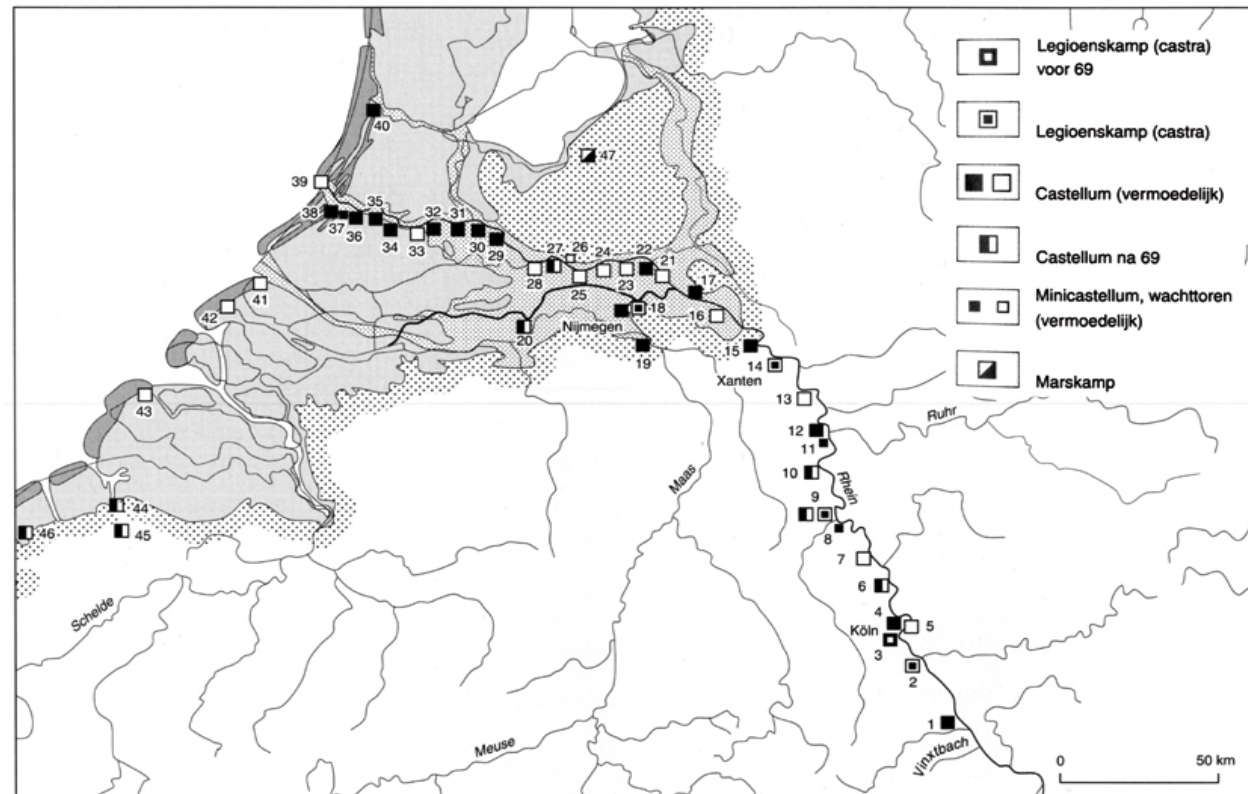 Legioenskamp (castra)
voor 69
Legioenskamp (castra)
Castellum (vermoedelijk)
Castellum na 69
Minicastellum, wachttoren
(vermoedelijk)
Marskamp
40
47
39
38
37
36
35
34
33
32
31
30
29
28
27
26
25
24
23
22
21
17
16
18
Nijmegen
20
19
15
14
Xanten
41
42
43
44
45
46
13
12
11
Ruhr
10
Rhein
9
8
7
6
4
5
Köln
3
2
1
Vinxtbach
Maas
Meuse
Schelde
0
50 km